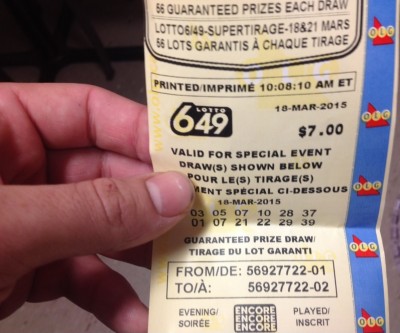 66 GUARANTEED PRIZES EACH DRAW
LOTTO6/49-SUPERTIRAGE-18&21 MARS
66 LOTS GARANTIS À CHAQUE TIRAGE
PRINTED/IMPRIMÉ 10:08:10 AM ET
LOTTO
649
18-MAR-2015
$7.00
VALID FOR SPECIAL EVENT
DRAW(S) SHOWN BELOW
POUR LE(S) TIRAGE(S)
MENT SPÉCIAL CI-DESSOUS
18-MAR-2015
03 05 07 10 28 37
01 07 21 22 29 39
GUARANTEED PRIZE DRAW/
TIRAGE DU LOT GARANTI
FROM/DE: 56927722-01
TO/À: 56927722-02
EVENING/
SOIRÉE
ENCORE
ENCORE
ENCORE
PLAYED/
INSCRIT
OLG
OLG
OLG
OLG
OLG